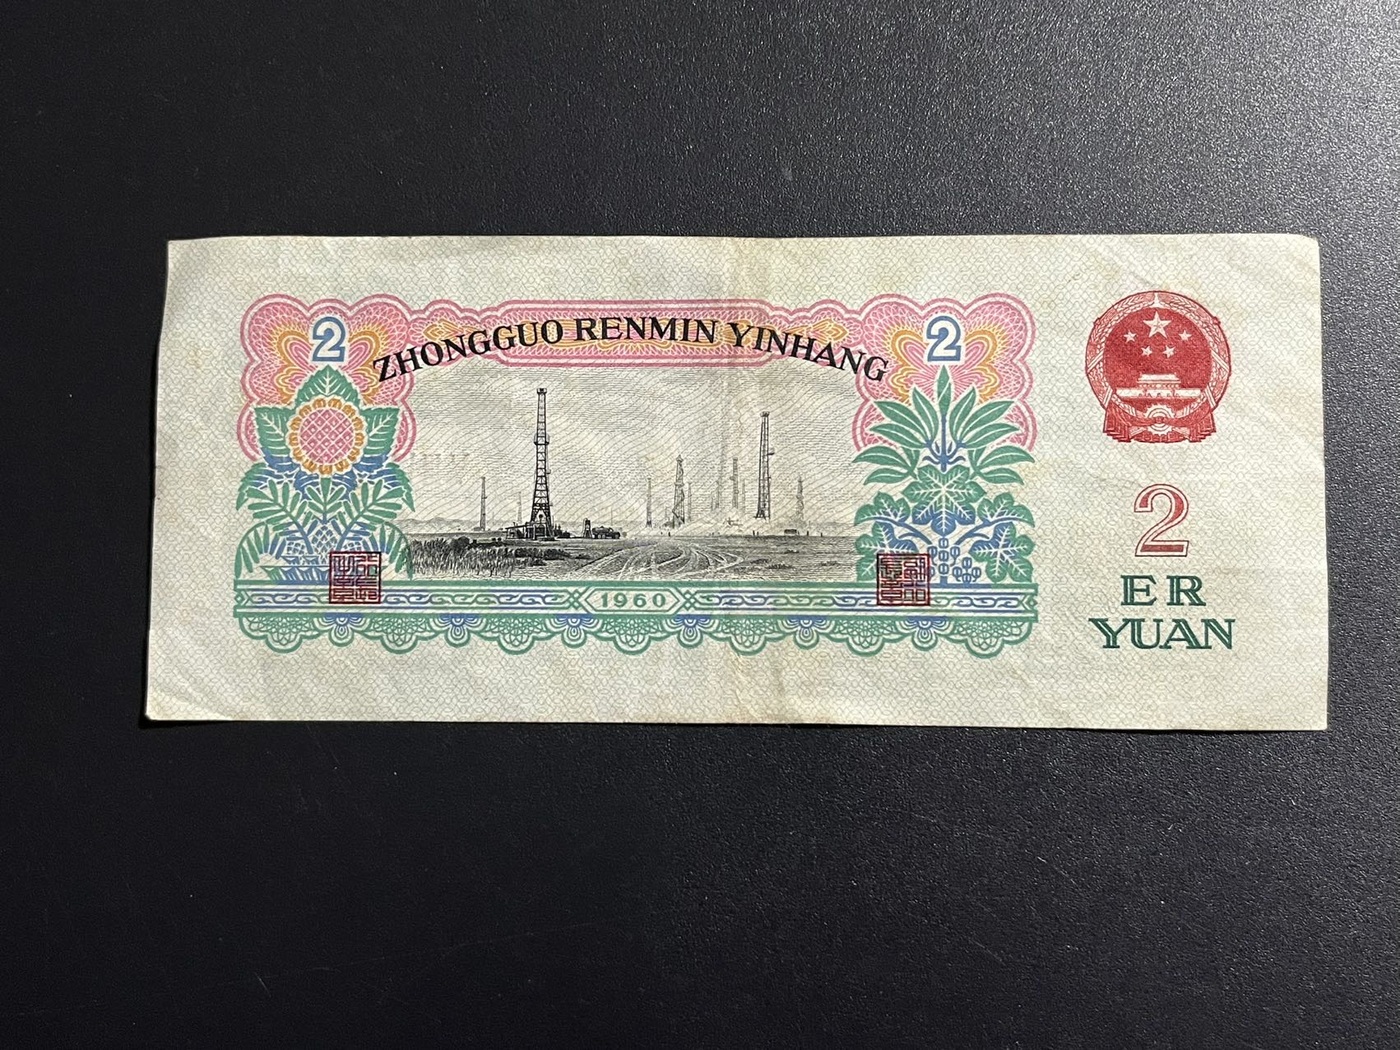 2
ZHONGGUO RENMIN YINHANG
2
1960
2
ER
YUAN